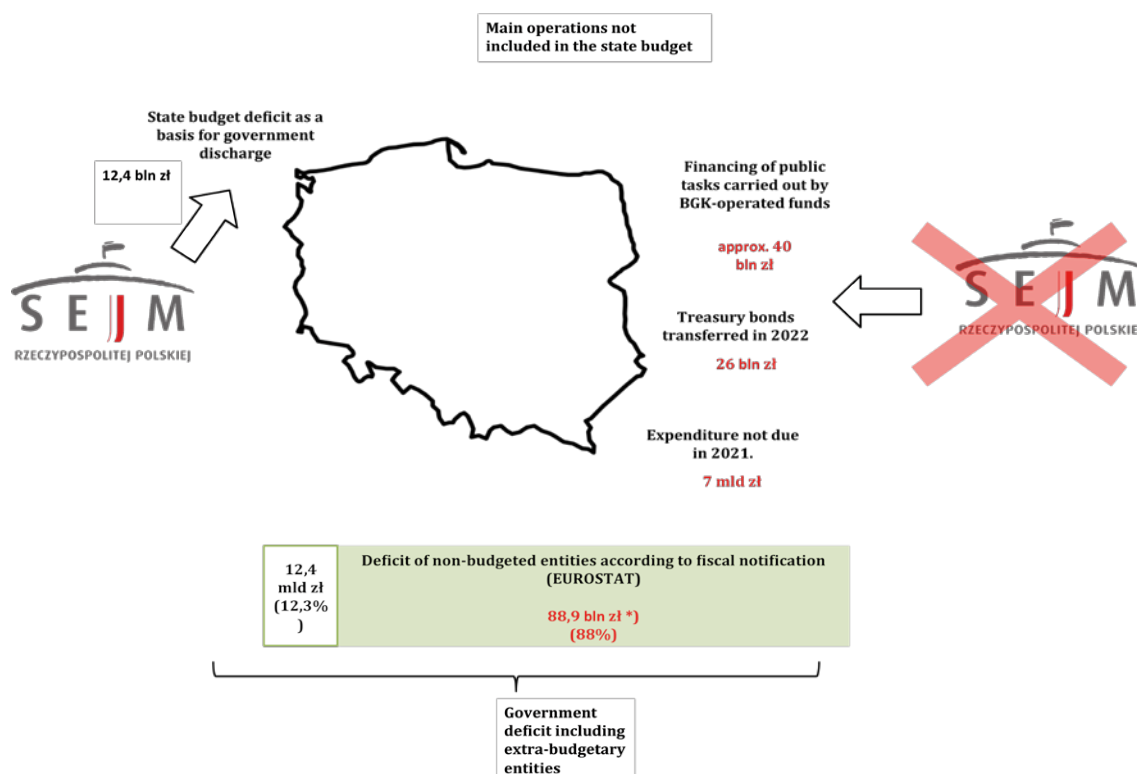 Main operations not
included in the state budget
State budget deficit as a
basis for government
discharge
12,4 bln zł
SEJM
RZECZYPOSPOLITEJ POLSKIEJ
Financing of public
tasks carried out by
BGK-operated funds
approx. 40
bln zł
Treasury bonds
transferred in 2022
26 bln zł
Expenditure not due
in 2021.
7 mld zł
SEJM
RZECZYPOSPOLITEJ POLSKIEJ
12,4
mld zł
(12,3%
)
Deficit of non-budgeted entities according to fiscal notification
(EUROSTAT)
88,9 bln zł *)
(88%)
Government
deficit including
extra-budgetary
entities